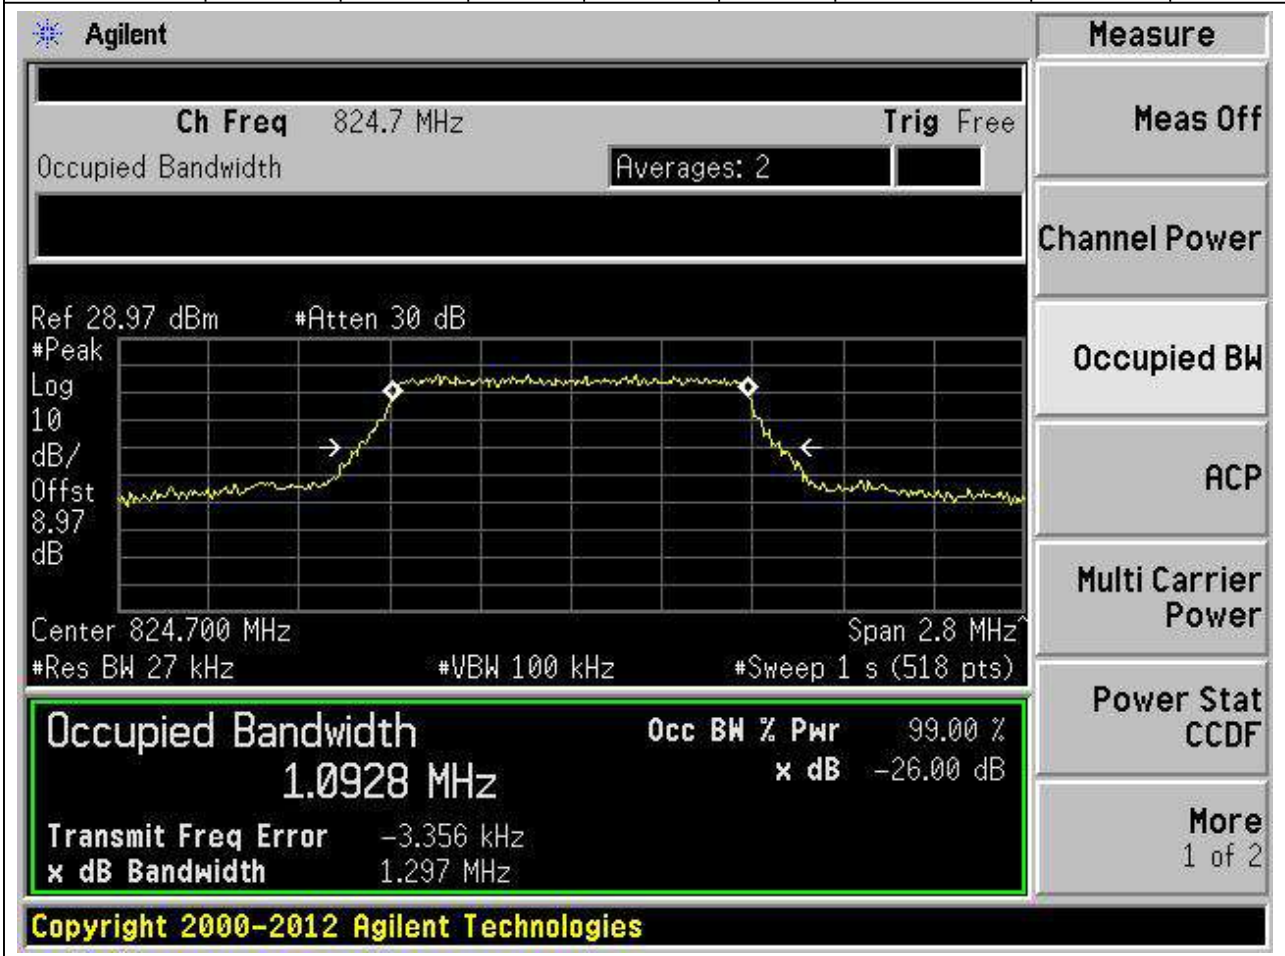 Agilent
Measure
Ch Freq 824.7 MHz Trig Free
Occupied Bandwidth Averages: 2
Meas Off
Channel Power
Occupied BW
ACP
Multi Carrier
Power
Power Stat
CCDF
More
1 of 2
Ref 28.97 dBm #Atten 30 dB
#Peak
Log
10
dB/
Offst
8.97
dB
Center 824.700 MHz Span 2.8 MHz^
#Res BW 27 kHz #VBW 100 kHz #Sweep 1 s (518 pts)
Occupied Bandwidth Occ BW % Pwr 99.00 %
1.0928 MHz x dB -26.00 dB
Transmit Freq Error -3.356 kHz
x dB Bandwidth 1.297 MHz
Copyright 2000-2012 Agilent Technologies